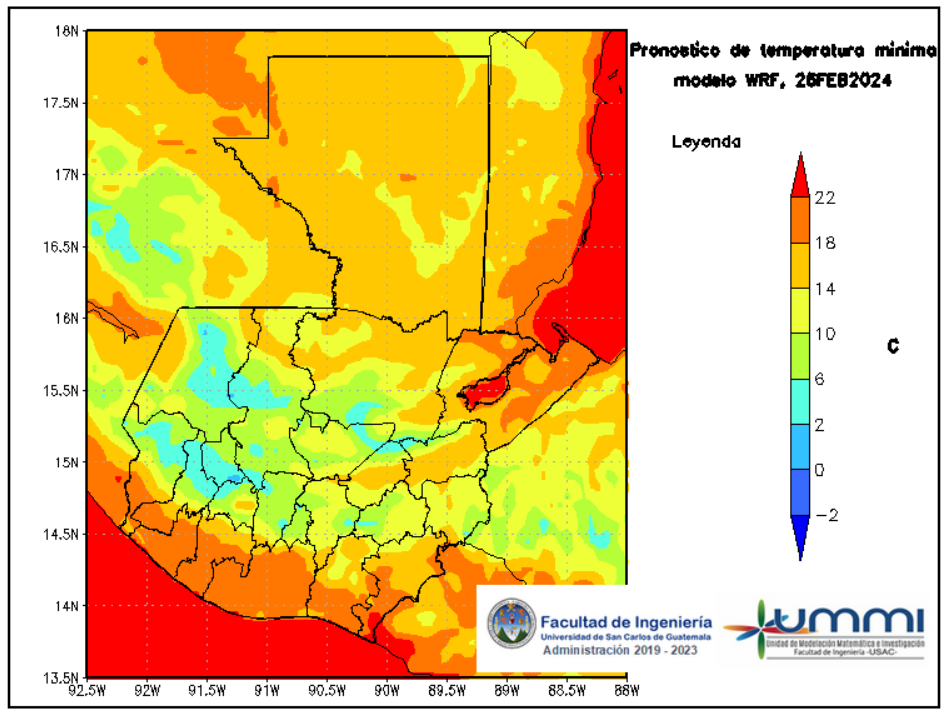 Pronostico de temperatura minima
modelo WRF, 26FEB2024
Leyenda
22
18
14
10
6
2
0
−2
C
18N
17.5N
17N
16.5N
16N
15.5N
15N
14.5N
14N
13.5N
92.5W 92W 91.5W 91W 90.5W 90W 89.5W 89W 88.5W 88W
Facultad de Ingeniería
Universidad de San Carlos de Guatemala
Administración 2019 - 2023
ummi
Unidad de Modelación Matemática e Investigación
Facultad de Ingeniería -USAC-